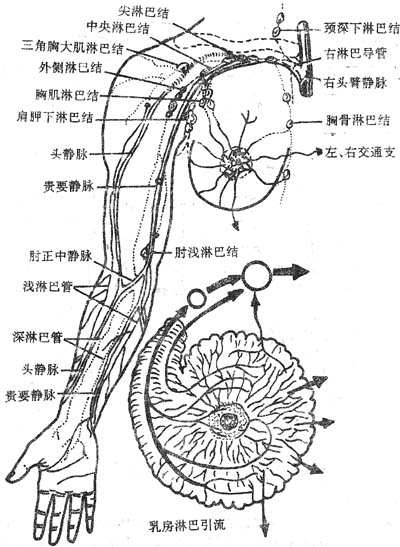 尖淋巴结
中央淋巴结
三角胸大肌淋巴结
外侧淋巴结
胸肌淋巴结
肩胛下淋巴结
头静脉
贵要静脉
肘正中静脉
浅淋巴管
深淋巴管
头静脉
贵要静脉
颈深下淋巴结
右淋巴导管
右头臂静脉
胸骨淋巴结
左、右交通支
肘浅淋巴结
乳房淋巴引流